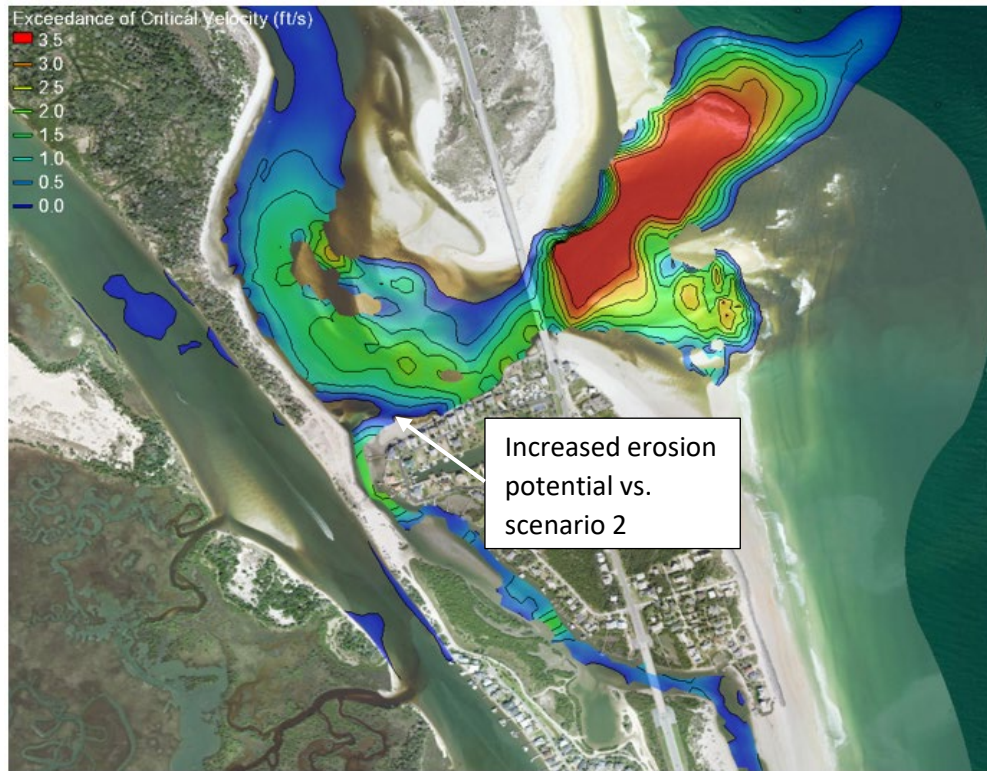 Exceedance of Critical Velocity (ft/s)
3.5
3.0
2.5
2.0
1.5
1.0
0.5
0.0
Increased erosion
potential vs.
scenario 2